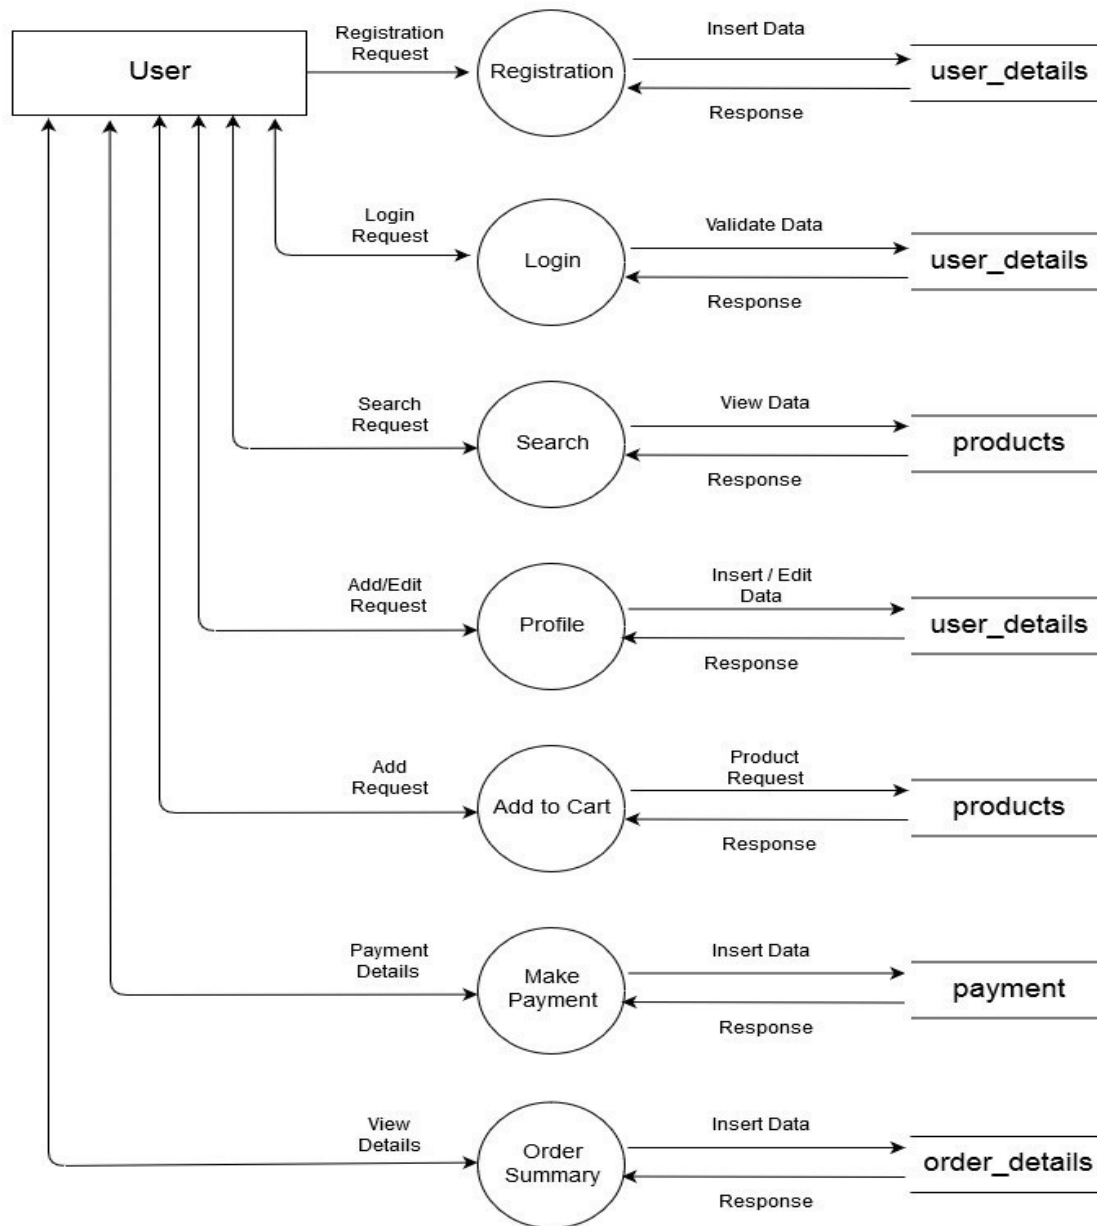 User
Registration
Request
Registration
Insert Data
Response
user_details
Login
Request
Login
Validate Data
Response
user_details
Search
Request
Search
View Data
Response
products
Add/Edit
Request
Profile
Insert / Edit
Data
Response
user_details
Add
Request
Add to Cart
Product
Request
Response
products
Payment
Details
Make
Payment
Insert Data
Response
payment
View
Details
Order
Summary
Insert Data
Response
order_details